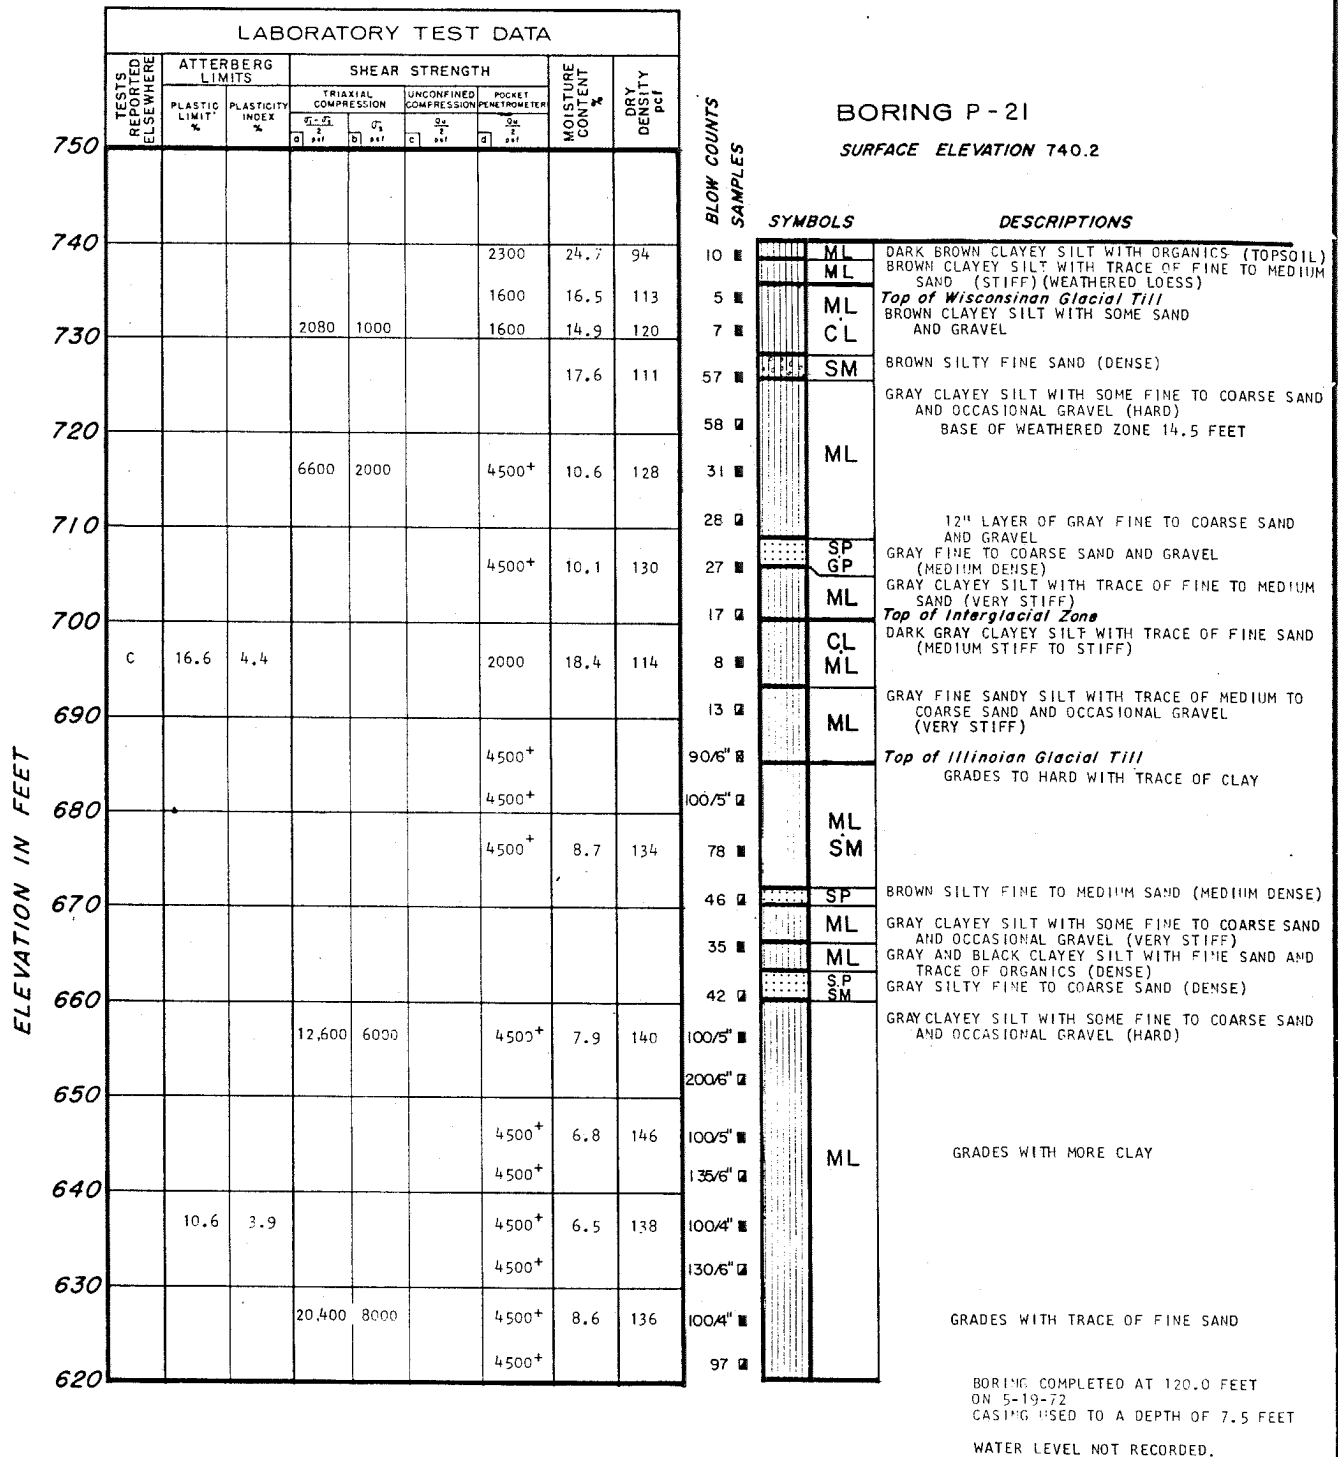 LABORATORY TEST DATA
TESTS REPORTED ELSEWHERE
ATTERBERG LIMITS
SHEAR STRENGTH
MOISTURE CONTENT %
DRY DENSITY pcf
PLASTIC LIMIT %
PLASTICITY INDEX %
TRIAXIAL COMPRESSION
UNCONFINED COMPRESSION
POCKET PENETROMETER
a psf
b psf
c psf
d psf
BLOW COUNTS
SAMPLES
BORING P-21
SURFACE ELEVATION 740.2
SYMBOLS
DESCRIPTIONS
ELEVATION IN FEET
750
740
2300 24.7 94 10 ML DARK BROWN CLAYEY SILT WITH ORGANICS (TOPSOIL)
ML BROWN CLAYEY SILT WITH TRACE OF FINE TO MEDIUM
SAND (STIFF) (WEATHERED LOESS)
1600 16.5 113 5 Top of Wisconsinan Glacial Till
ML CL BROWN CLAYEY SILT WITH SOME SAND
AND GRAVEL
2080 1000 1600 14.9 120 7
730
SM BROWN SILTY FINE SAND (DENSE)
17.6 111 57
GRAY CLAYEY SILT WITH SOME FINE TO COARSE SAND
AND OCCASIONAL GRAVEL (HARD)
58
BASE OF WEATHERED ZONE 14.5 FEET
720
ML
6600 2000 4500+ 10.6 128 31
28
12" LAYER OF GRAY FINE TO COARSE SAND
AND GRAVEL
710
SP GP GRAY FINE TO COARSE SAND AND GRAVEL
(MEDIUM DENSE)
4500+ 10.1 130 27
ML GRAY CLAYEY SILT WITH TRACE OF FINE TO MEDIUM
SAND (VERY STIFF)
17 Top of Interglacial Zone
700
CL ML DARK GRAY CLAYEY SILT WITH TRACE OF FINE SAND
(MEDIUM STIFF TO STIFF)
C 16.6 4.4 2000 18.4 114 8
GRAY FINE SANDY SILT WITH TRACE OF MEDIUM TO
COARSE SAND AND OCCASIONAL GRAVEL
(VERY STIFF)
13
690
ML
4500+ 90/6" Top of Illinoian Glacial Till
GRADES TO HARD WITH TRACE OF CLAY
4500+ 100/5"
680
ML SM
4500+ 8.7 134 78
46 SP BROWN SILTY FINE TO MEDIUM SAND (MEDIUM DENSE)
670
ML GRAY CLAYEY SILT WITH SOME FINE TO COARSE SAND
AND OCCASIONAL GRAVEL (VERY STIFF)
35
ML GRAY AND BLACK CLAYEY SILT WITH FINE SAND AND
TRACE OF ORGANICS (DENSE)
42 SP SM GRAY SILTY FINE TO COARSE SAND (DENSE)
660
GRAY CLAYEY SILT WITH SOME FINE TO COARSE SAND
AND OCCASIONAL GRAVEL (HARD)
12,600 6000 4500+ 7.9 140 100/5"
200/6"
650
4500+ 6.8 146 100/5"
ML GRADES WITH MORE CLAY
4500+ 135/6"
640
10.6 3.9 4500+ 6.5 138 100/4"
4500+ 130/6"
630
20,400 8000 4500+ 8.6 136 100/4" GRADES WITH TRACE OF FINE SAND
4500+ 97
620
BORING COMPLETED AT 120.0 FEET
ON 5-19-72
CASING USED TO A DEPTH OF 7.5 FEET
WATER LEVEL NOT RECORDED.